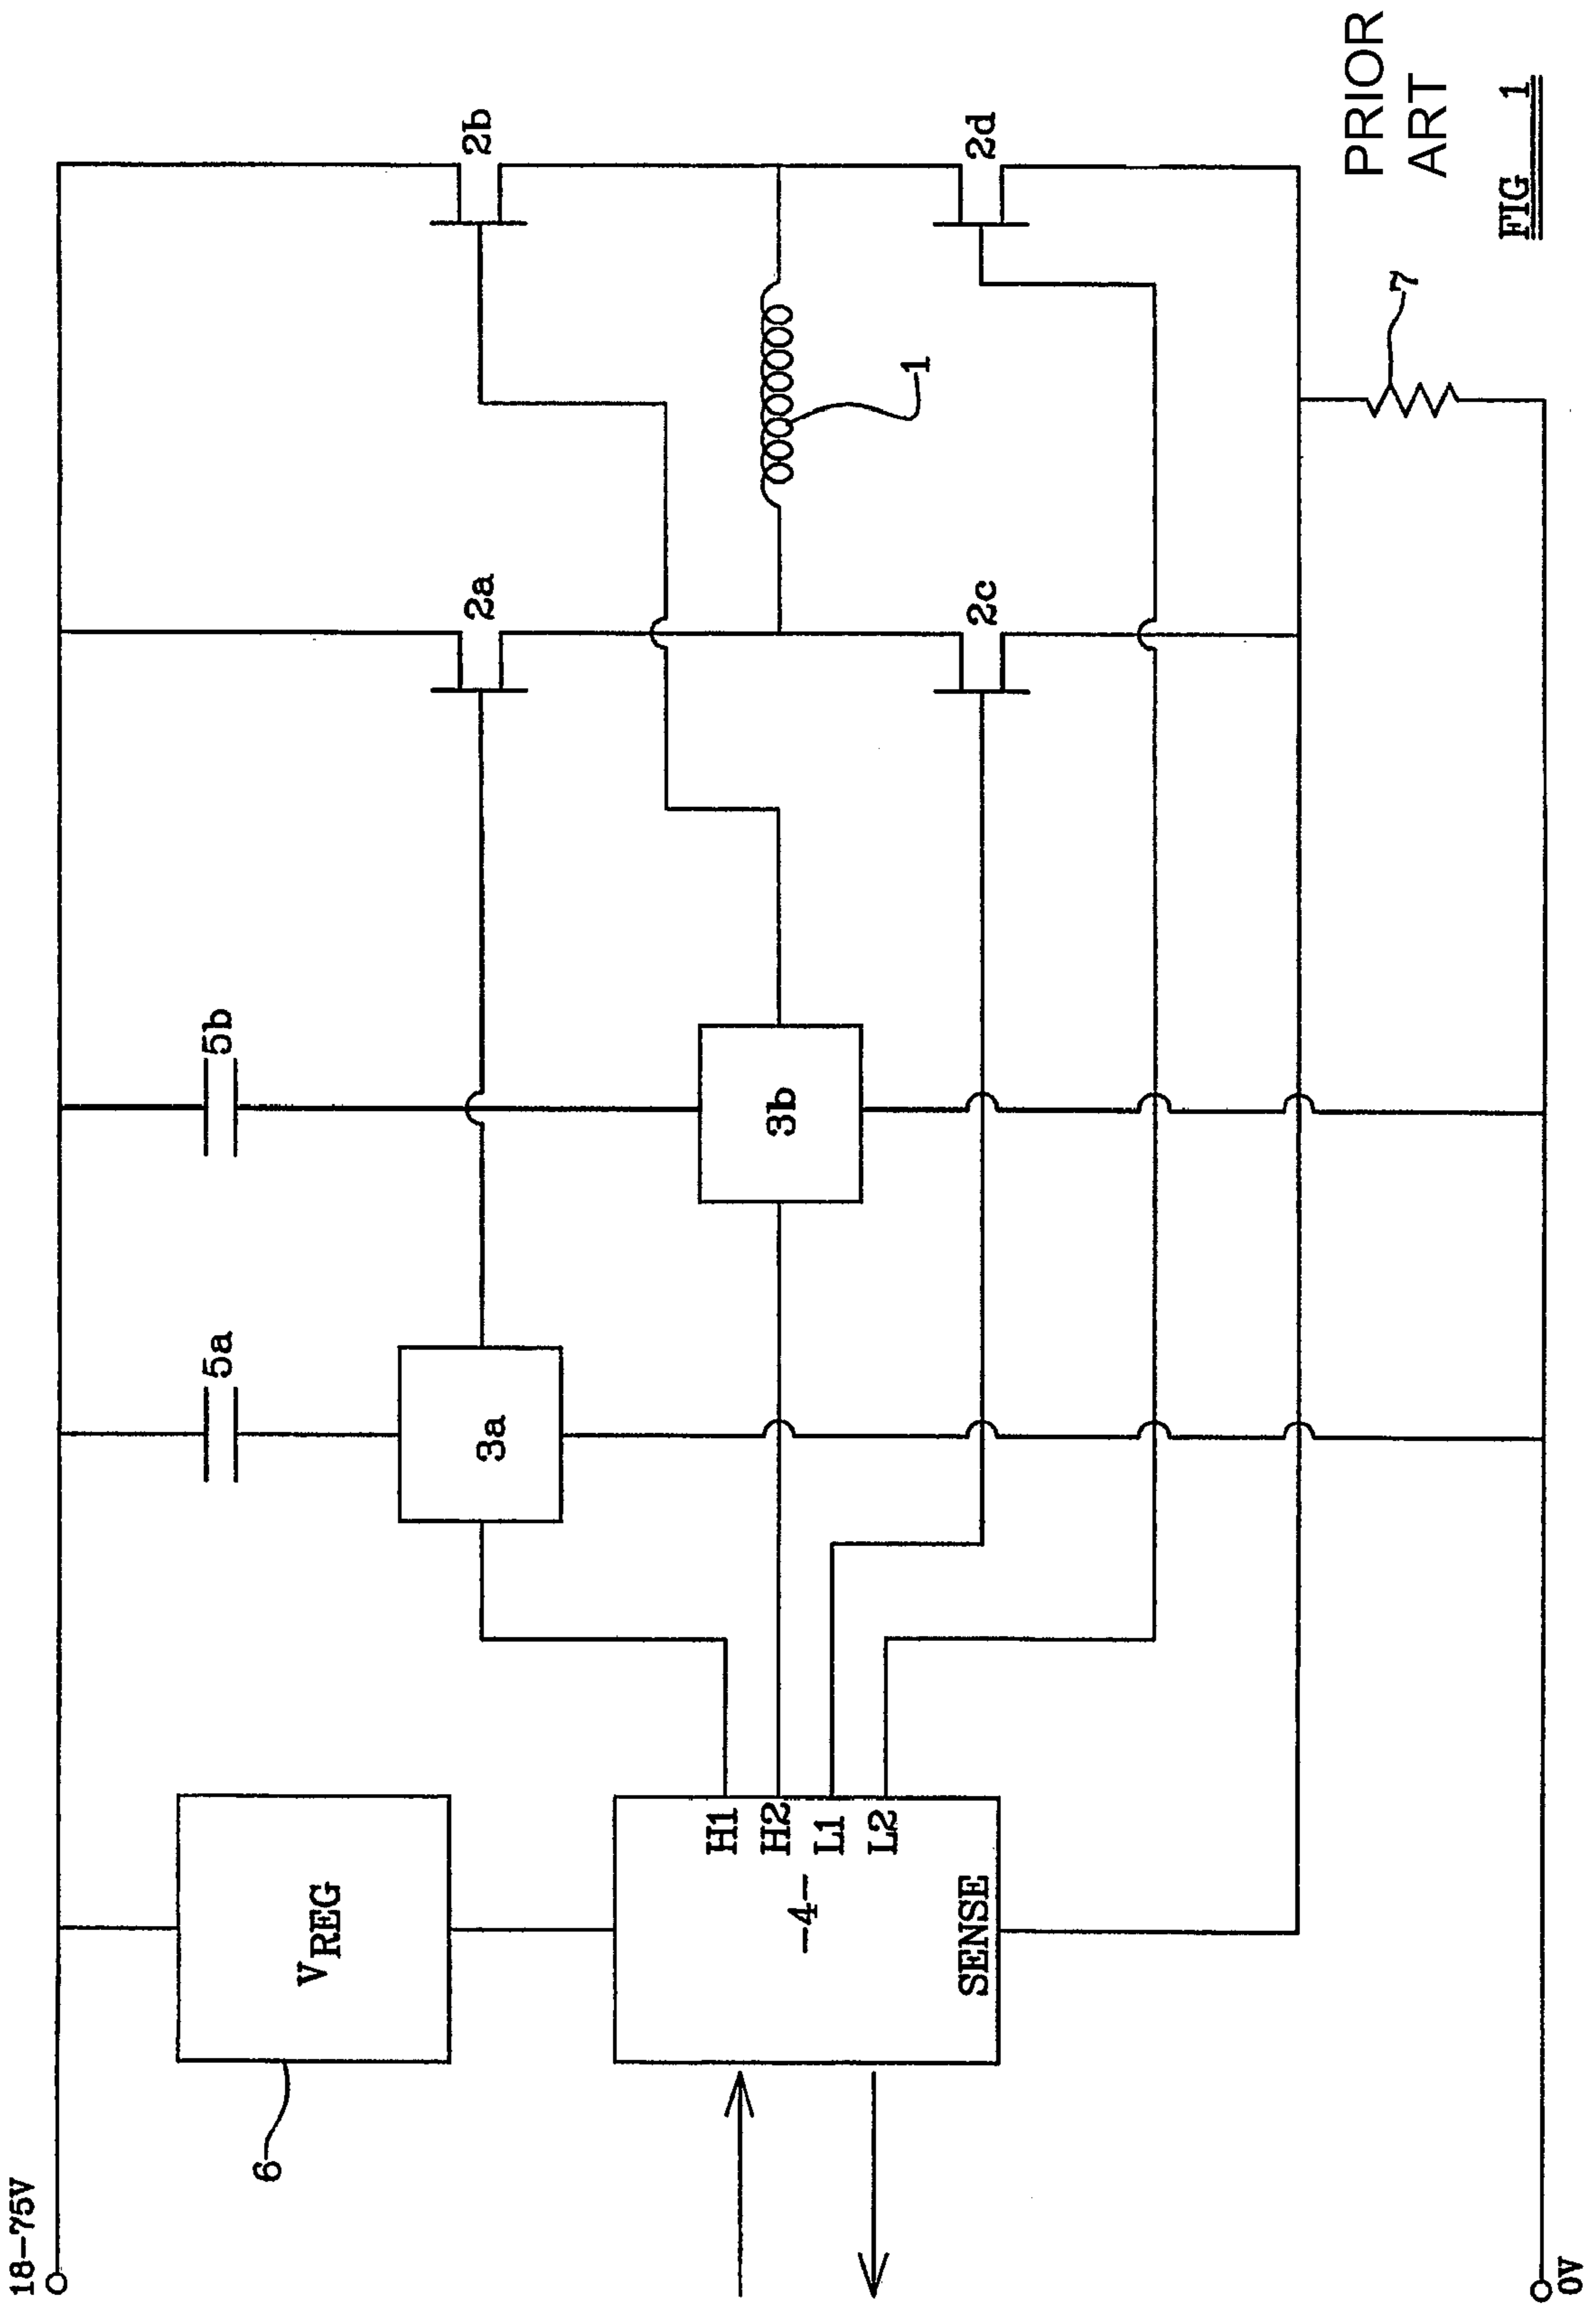 18-75V
6
VREG
5a
5b
3a
2a
2b
H1
H2
L1
L2
-4-
SENSE
3b
1
2c
2d
7
0V
PRIOR
ART
FIG 1